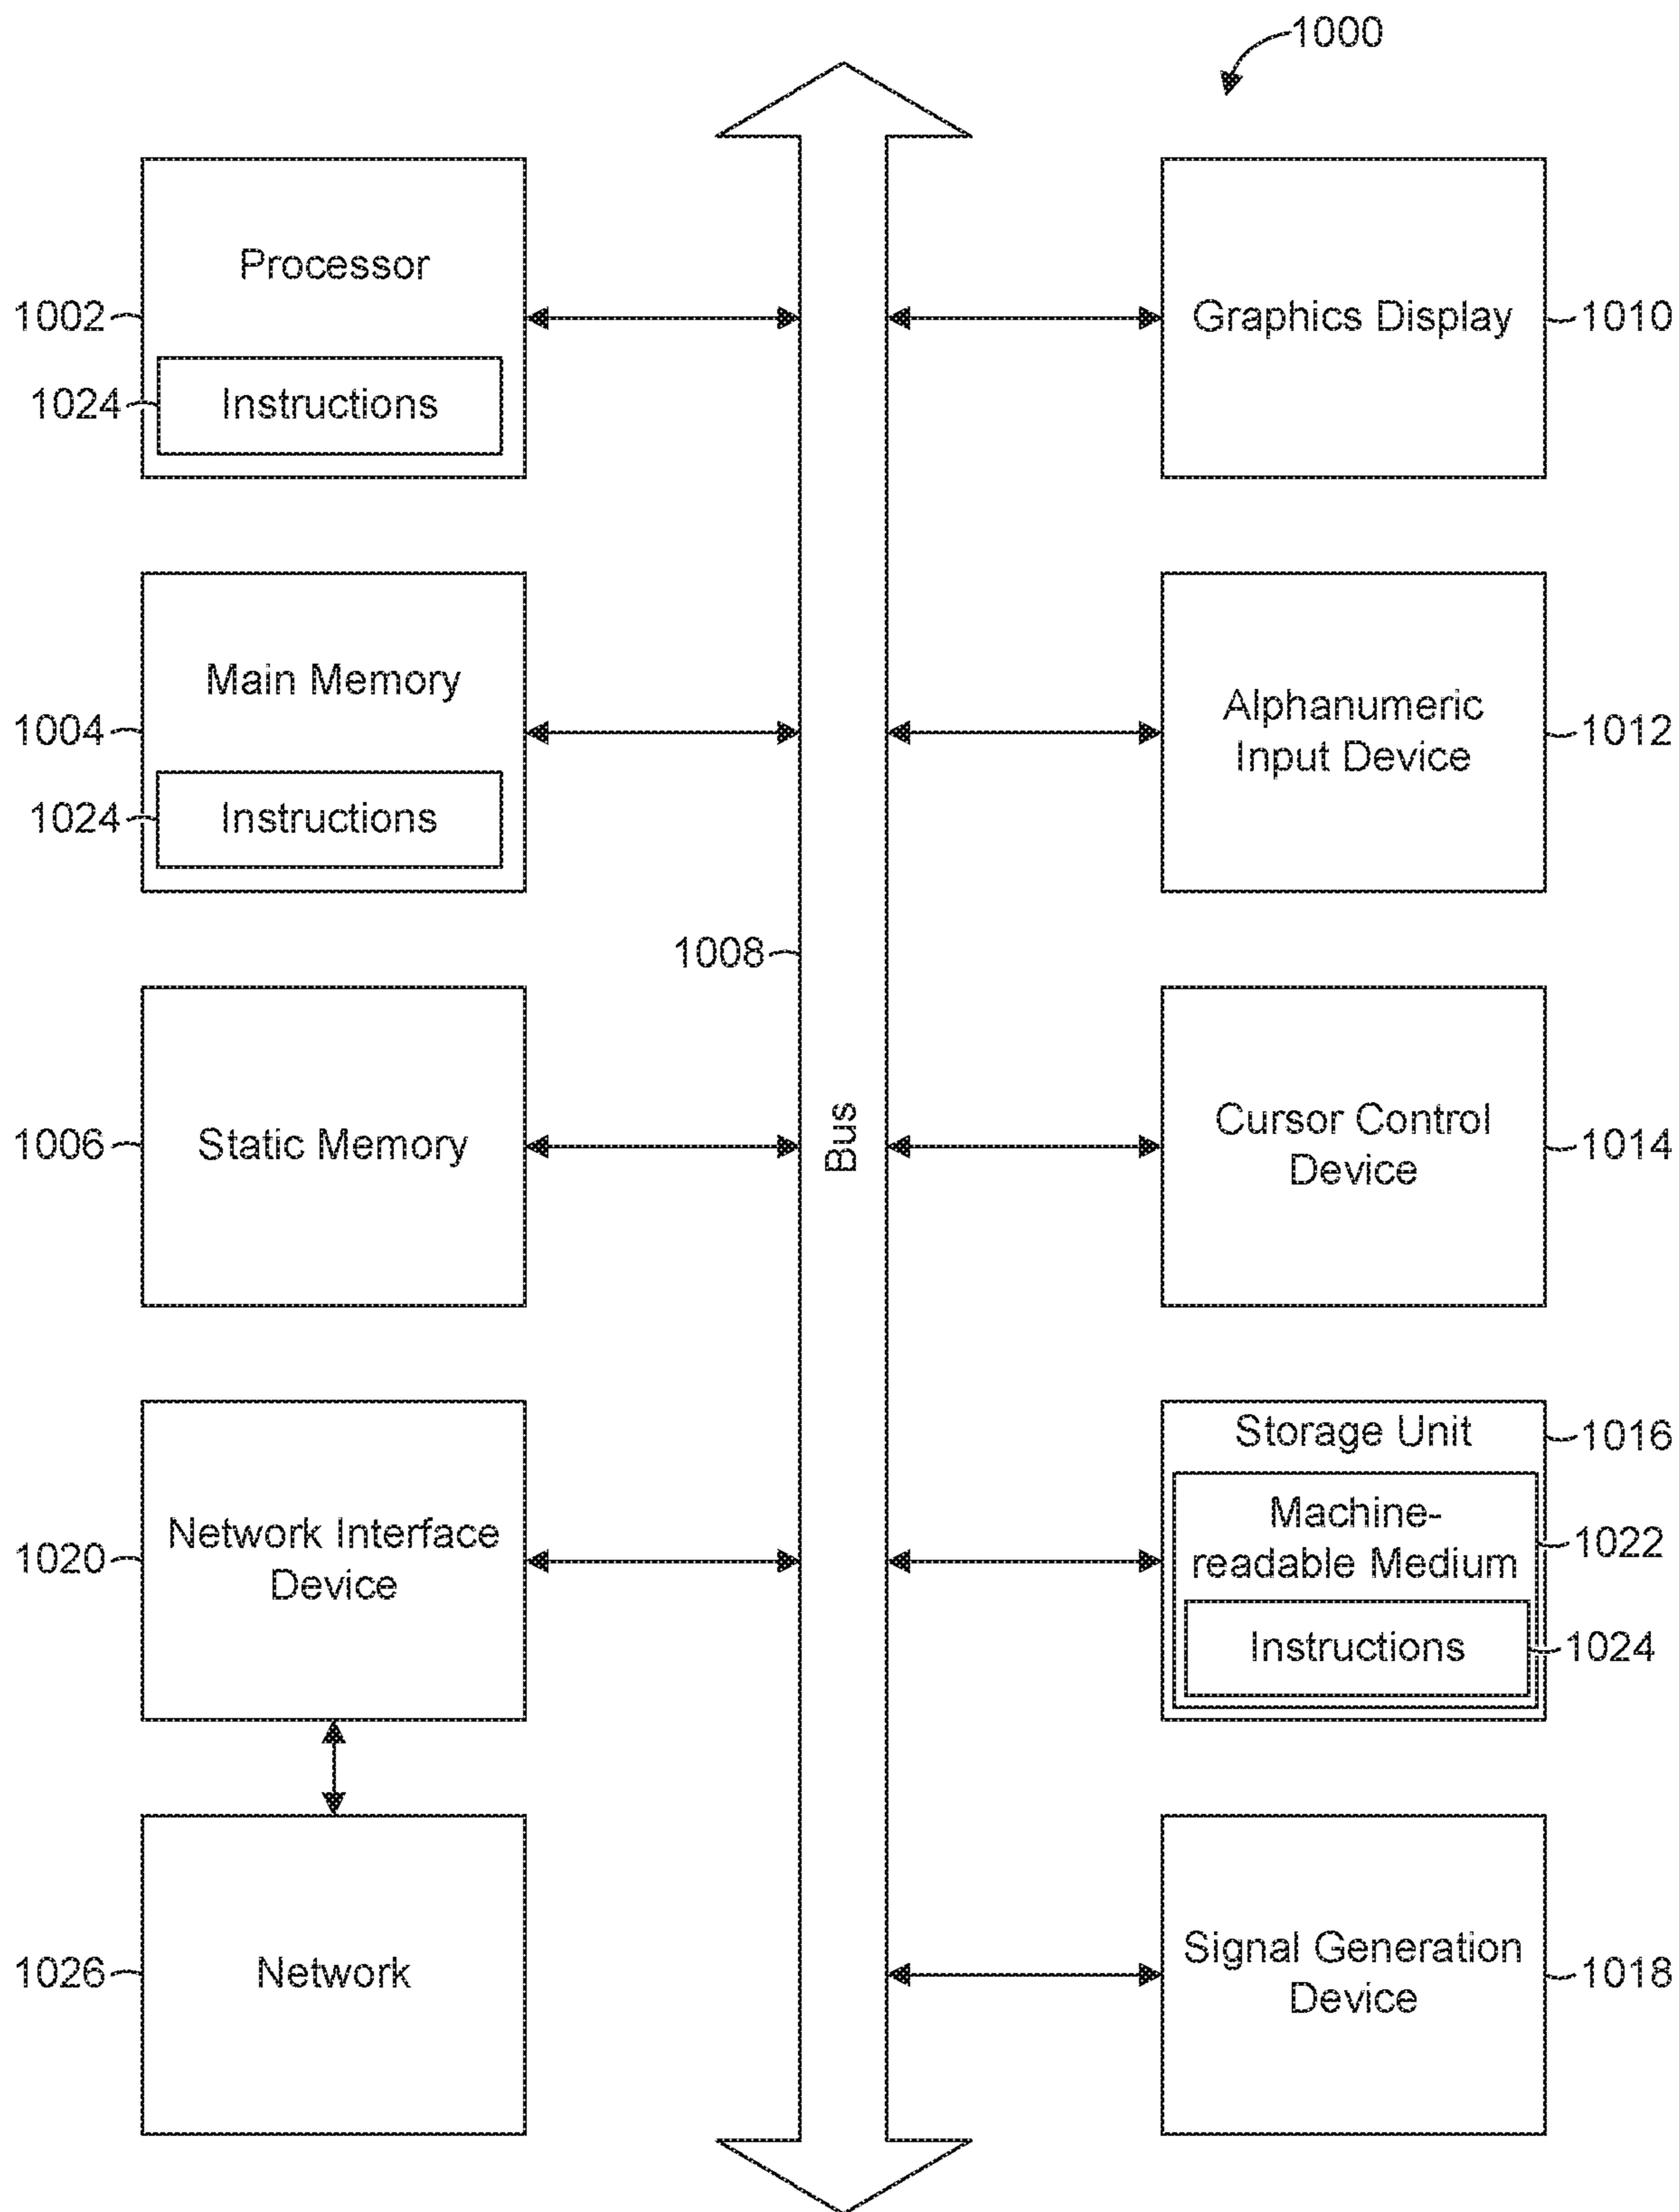 1000
Processor
1002
1024
Instructions
Graphics Display
1010
Main Memory
1004
1024
Instructions
Alphanumeric
Input Device
1012
1008
Bus
Static Memory
1006
Cursor Control
Device
1014
Network Interface
Device
1020
Storage Unit
1016
Machine-
readable Medium
1022
Instructions
1024
Network
1026
Signal Generation
Device
1018